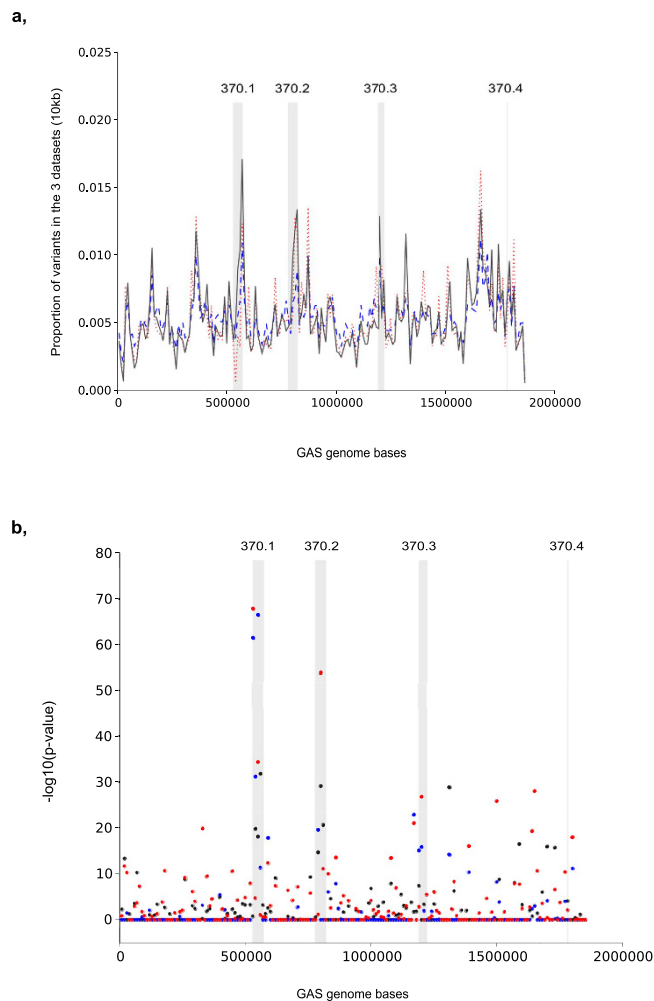 a,
0.025
370.1 370.2 370.3 370.4
0.020
0.015
0.010
0.005
0.000
Proportion of variants in the 3 datasets (10kb)
0 500000 1000000 1500000 2000000
GAS genome bases
b,
370.1 370.2 370.3 370.4
80
70
60
50
40
30
20
10
0
-log10(p-value)
0 500000 1000000 1500000 2000000
GAS genome bases